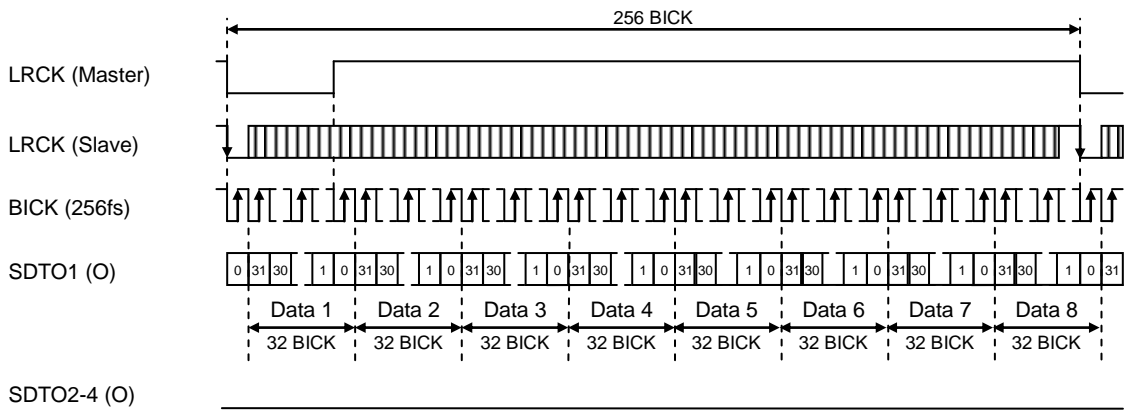 256 BICK
LRCK (Master)
LRCK (Slave)
BICK (256fs)
SDTO1 (O)
0 31 30 1 0 31 30 1 0 31 30 1 0 31 30 1 0 31 30 1 0 31 30 1 0 31 30 1 0 31 30 1 0 31
Data 1 Data 2 Data 3 Data 4 Data 5 Data 6 Data 7 Data 8
32 BICK 32 BICK 32 BICK 32 BICK 32 BICK 32 BICK 32 BICK 32 BICK
SDTO2-4 (O)